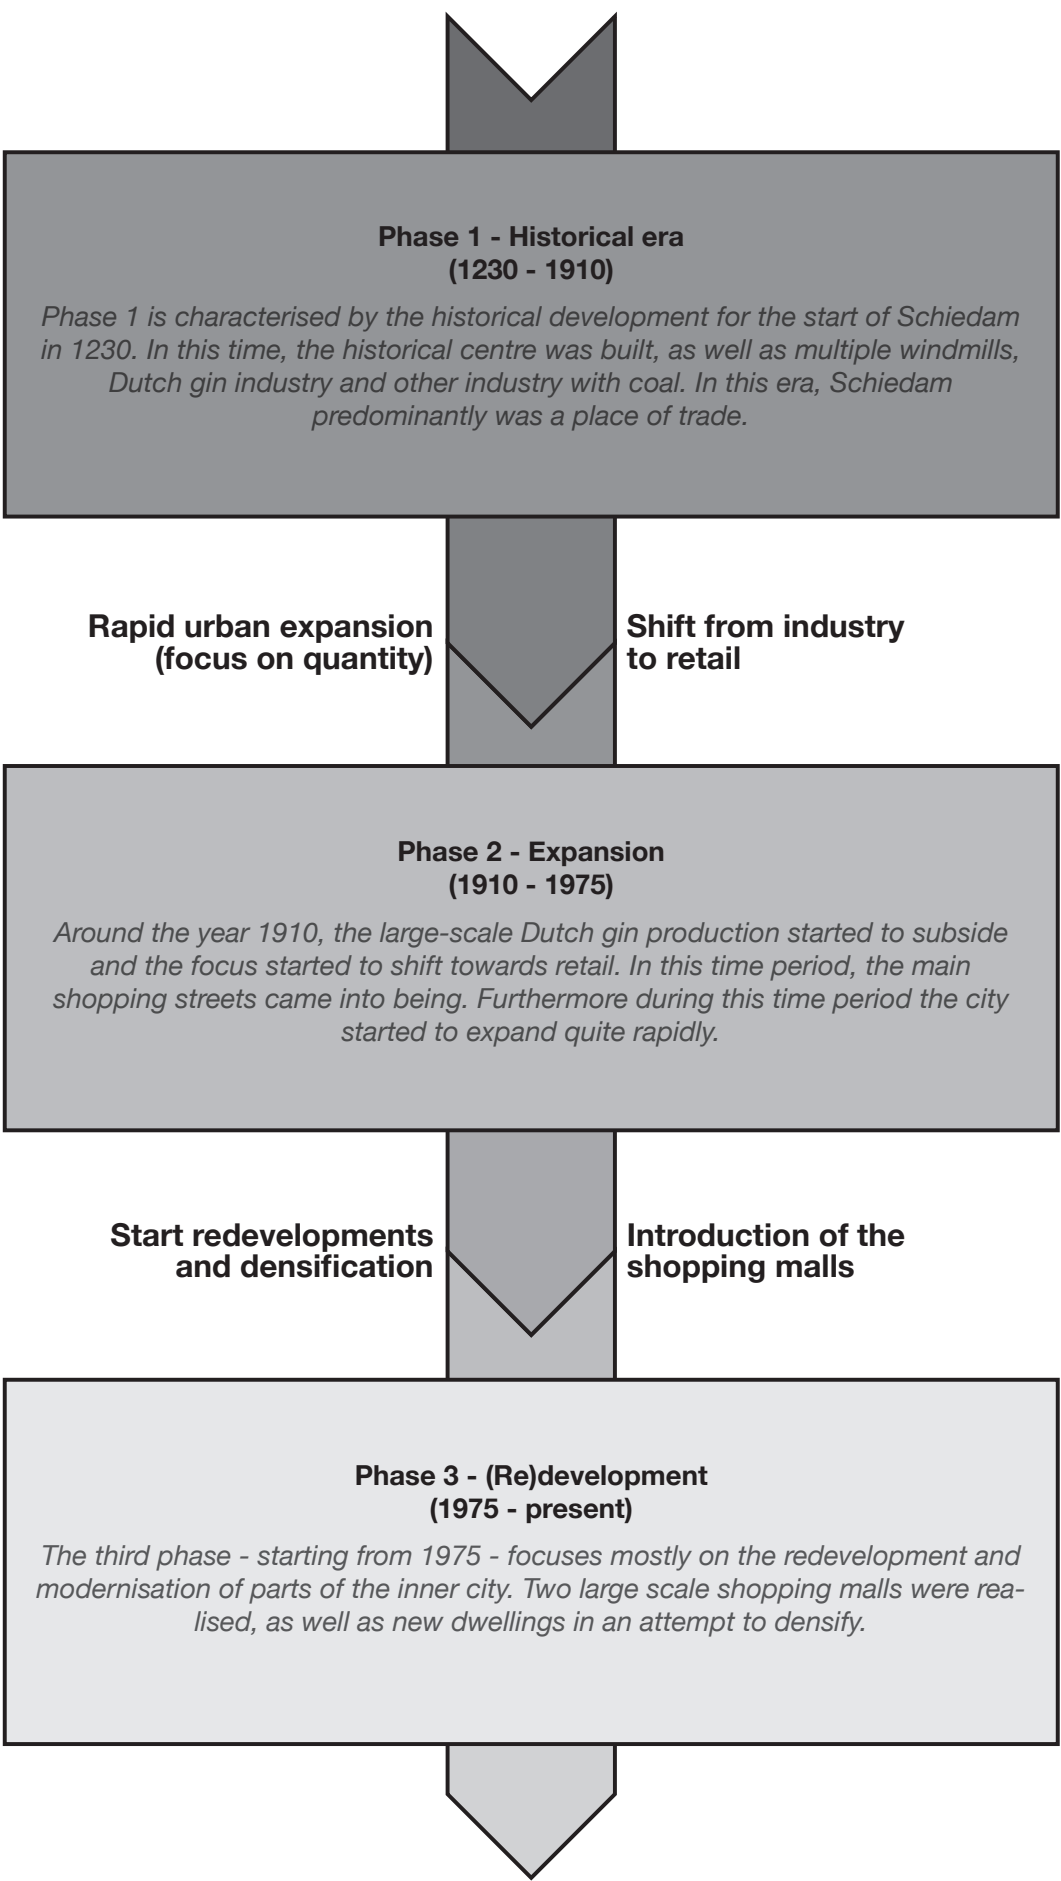 Phase 1 - Historical era
(1230 - 1910)
Phase 1 is characterised by the historical development for the start of Schiedam
in 1230. In this time, the historical centre was built, as well as multiple windmills,
Dutch gin industry and other industry with coal. In this era, Schiedam
predominantly was a place of trade.
Rapid urban expansion
(focus on quantity)
Shift from industry
to retail
Phase 2 - Expansion
(1910 - 1975)
Around the year 1910, the large-scale Dutch gin production started to subside
and the focus started to shift towards retail. In this time period, the main
shopping streets came into being. Furthermore during this time period the city
started to expand quite rapidly.
Start redevelopments
and densification
Introduction of the
shopping malls
Phase 3 - (Re)development
(1975 - present)
The third phase - starting from 1975 - focuses mostly on the redevelopment and
modernisation of parts of the inner city. Two large scale shopping malls were rea-
lised, as well as new dwellings in an attempt to densify.